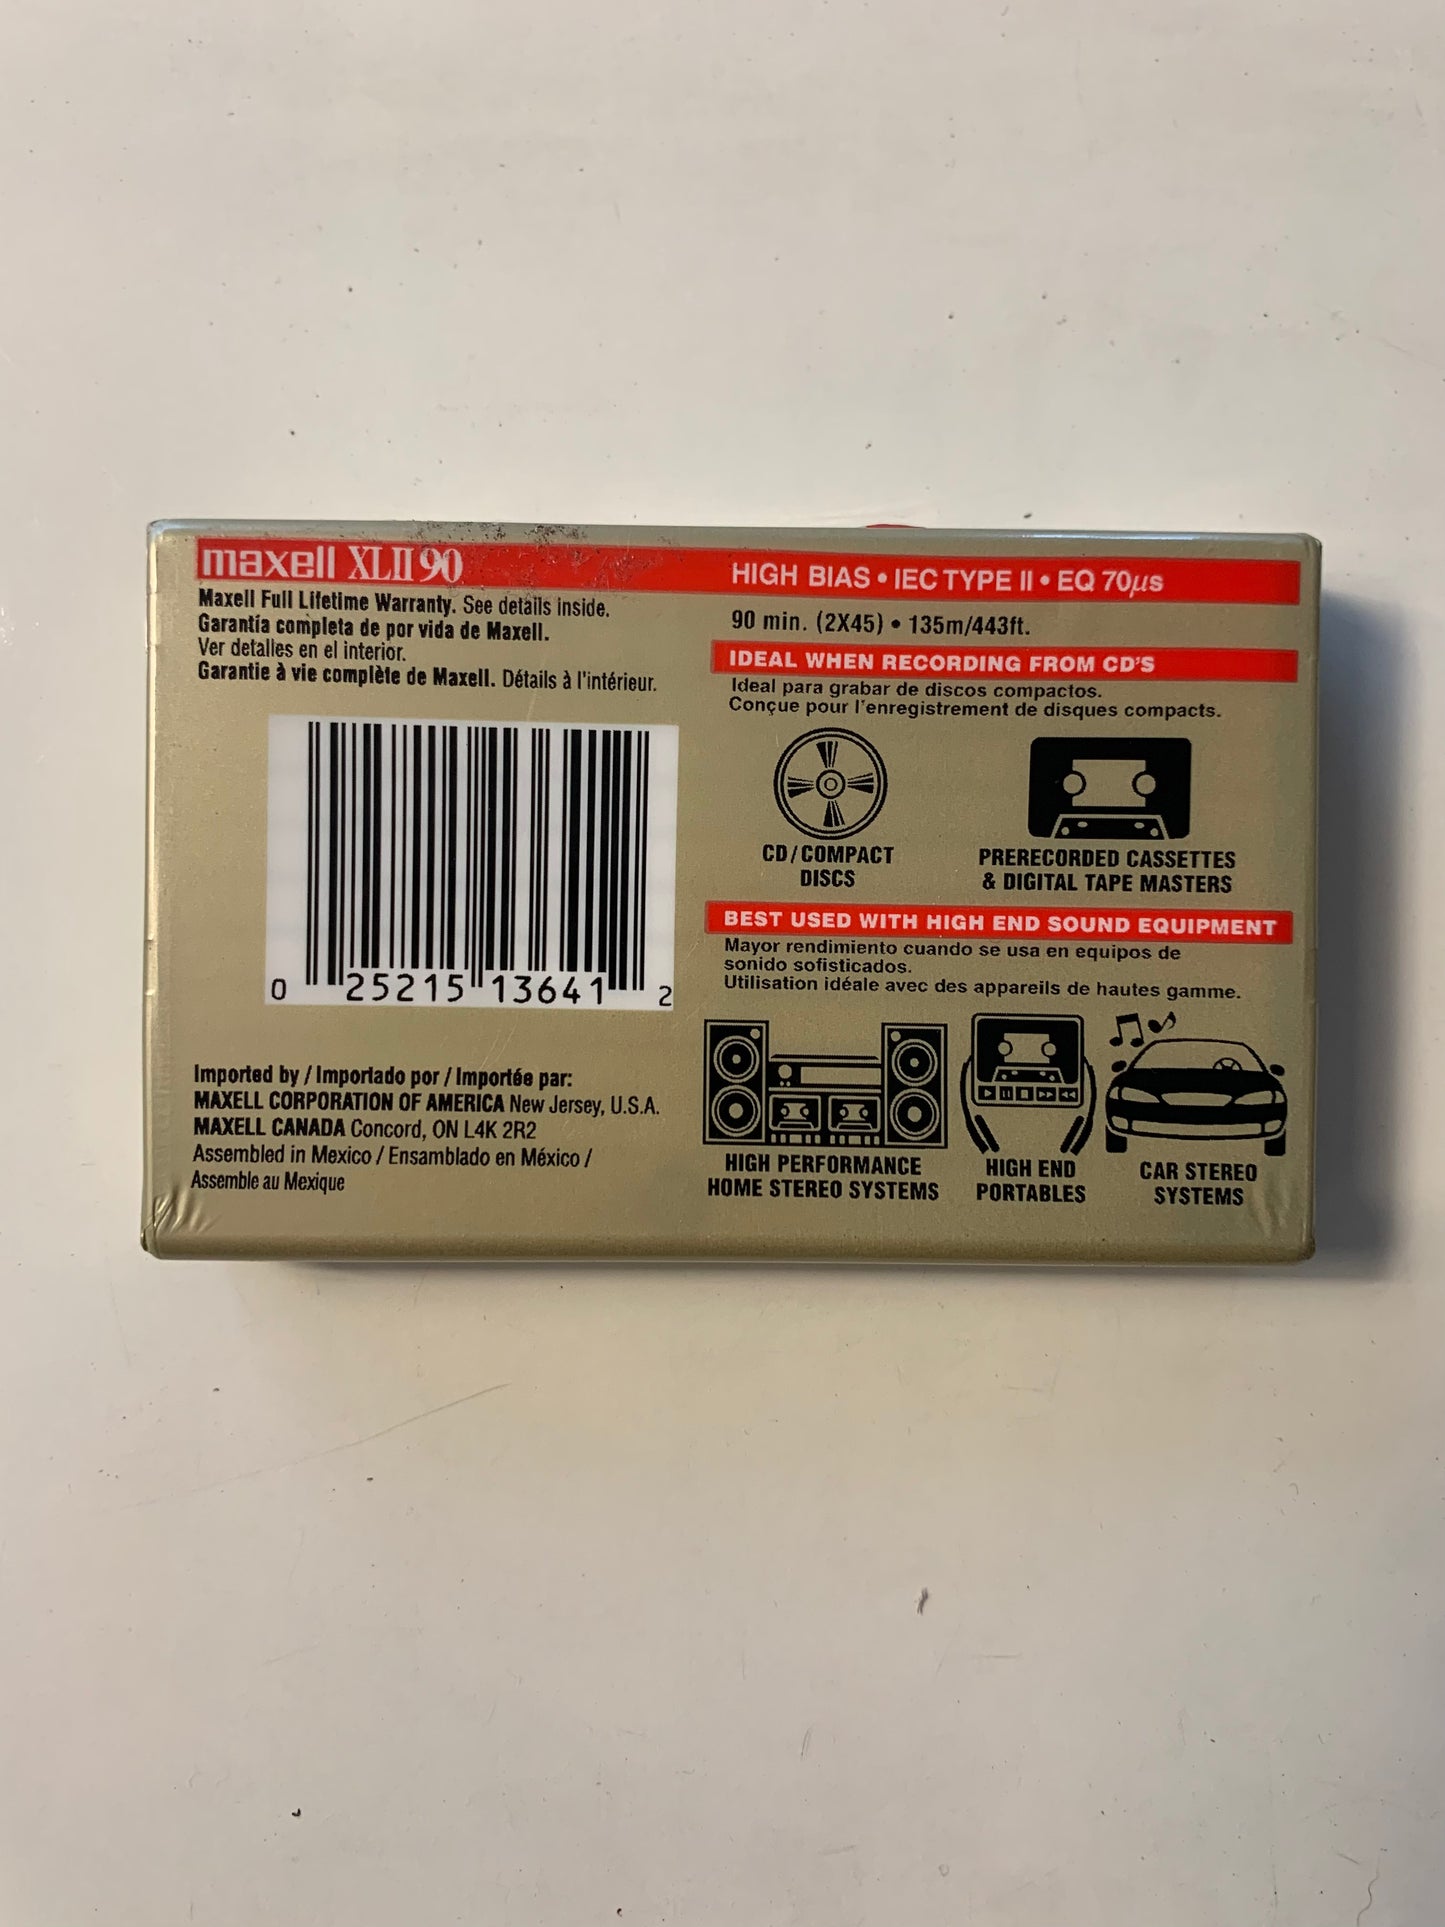 maxell XLII 90
Maxell Full Lifetime Warranty. See details inside.
Garantía completa de por vida de Maxell.
Ver detalles en el interior.
Garantie à vie complète de Maxell. Détails à l'intérieur.
0 25215 13641 2
Imported by / Importado por / Importée par:
MAXELL CORPORATION OF AMERICA New Jersey, U.S.A.
MAXELL CANADA Concord, ON L4K 2R2
Assembled in Mexico / Ensamblado en México /
Assemble au Mexique
HIGH BIAS • IEC TYPE II • EQ 70µs
90 min. (2X45) • 135m/443ft.
IDEAL WHEN RECORDING FROM CD'S
Ideal para grabar de discos compactos.
Conçue pour l'enregistrement de disques compacts.
CD/COMPACT
DISCS
PRERECORDED CASSETTES
& DIGITAL TAPE MASTERS
BEST USED WITH HIGH END SOUND EQUIPMENT
Mayor rendimiento cuando se usa en equipos de
sonido sofisticados.
Utilisation idéale avec des appareils de hautes gamme.
HIGH PERFORMANCE
HOME STEREO SYSTEMS
HIGH END
PORTABLES
CAR STEREO
SYSTEMS